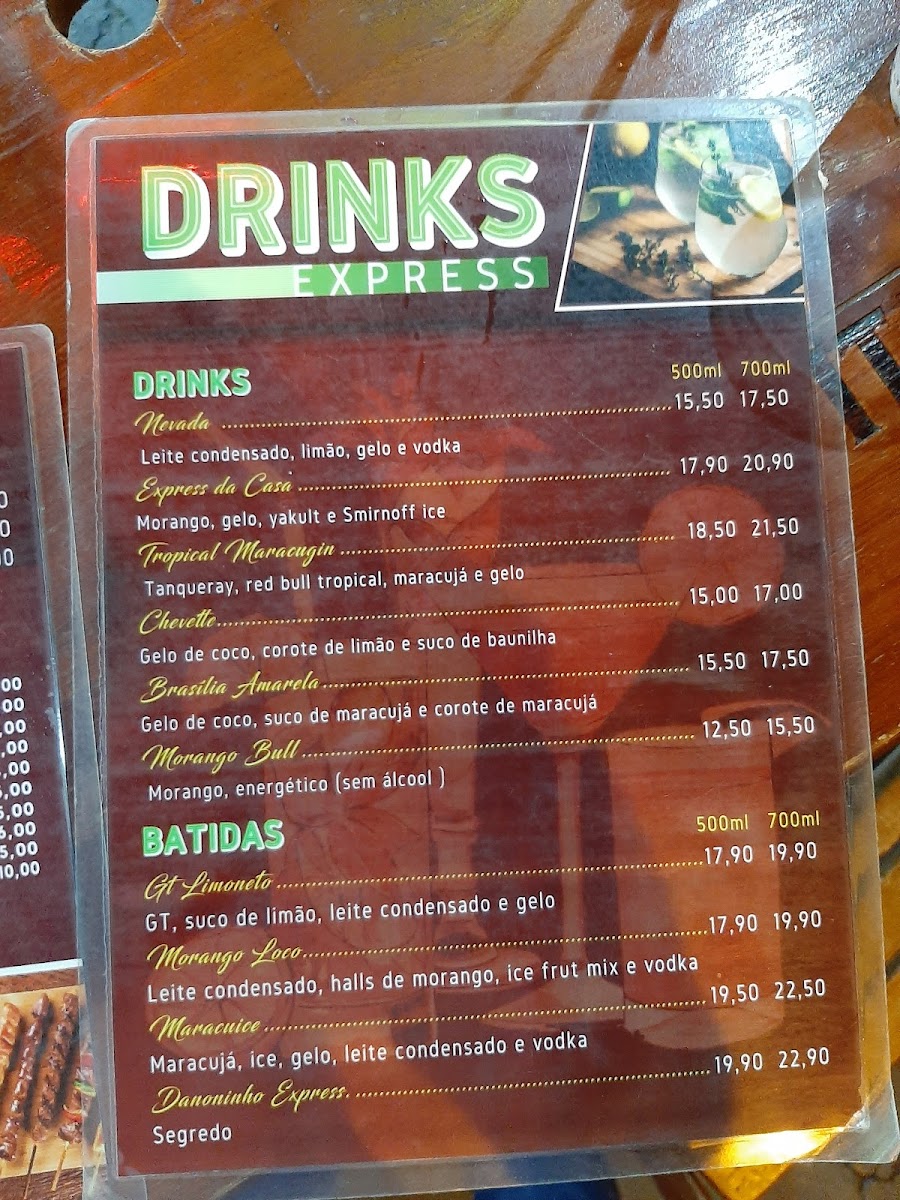 DRINKS
EXPRESS
DRINKS 500ml 700ml
Nevada 15,50 17,50
Leite condensado, limão, gelo e vodka
Express da Casa 17,90 20,90
Morango, gelo, yakult e Smirnoff ice
Tropical Maracugin 18,50 21,50
Tanqueray, red bull tropical, maracujá e gelo
Chevette 15,00 17,00
Gelo de coco, corote de limão e suco de baunilha
Brasilia Amarela 15,50 17,50
Gelo de coco, suco de maracujá e corote de maracujá
Morango Bull 12,50 15,50
Morango, energético (sem álcool )
BATIDAS 500ml 700ml
Gt Limoneto 17,90 19,90
GT, suco de limão, leite condensado e gelo
Morango Loco 17,90 19,90
Leite condensado, halls de morango, ice frut mix e vodka
Maracuice 19,50 22,50
Maracujá, ice, gelo, leite condensado e vodka
Danoninho Express. 19,90 22,90
Segredo